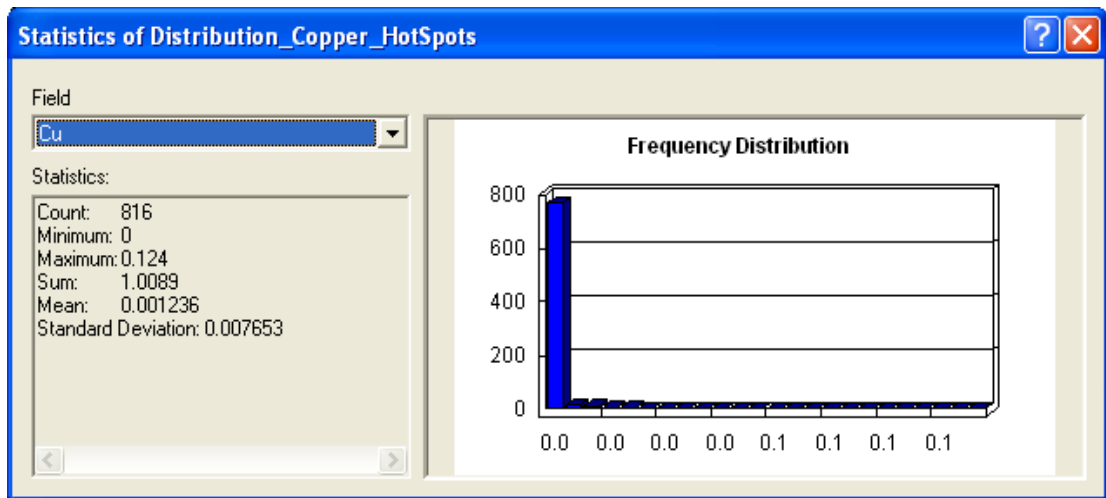 Statistics of Distribution_Copper_HotSpots
Field
Cu
Statistics:
Count: 816
Minimum: 0
Maximum: 0.124
Sum: 1.0089
Mean: 0.001236
Standard Deviation: 0.007653
Frequency Distribution
800
600
400
200
0
0.0 0.0 0.0 0.0 0.1 0.1 0.1 0.1